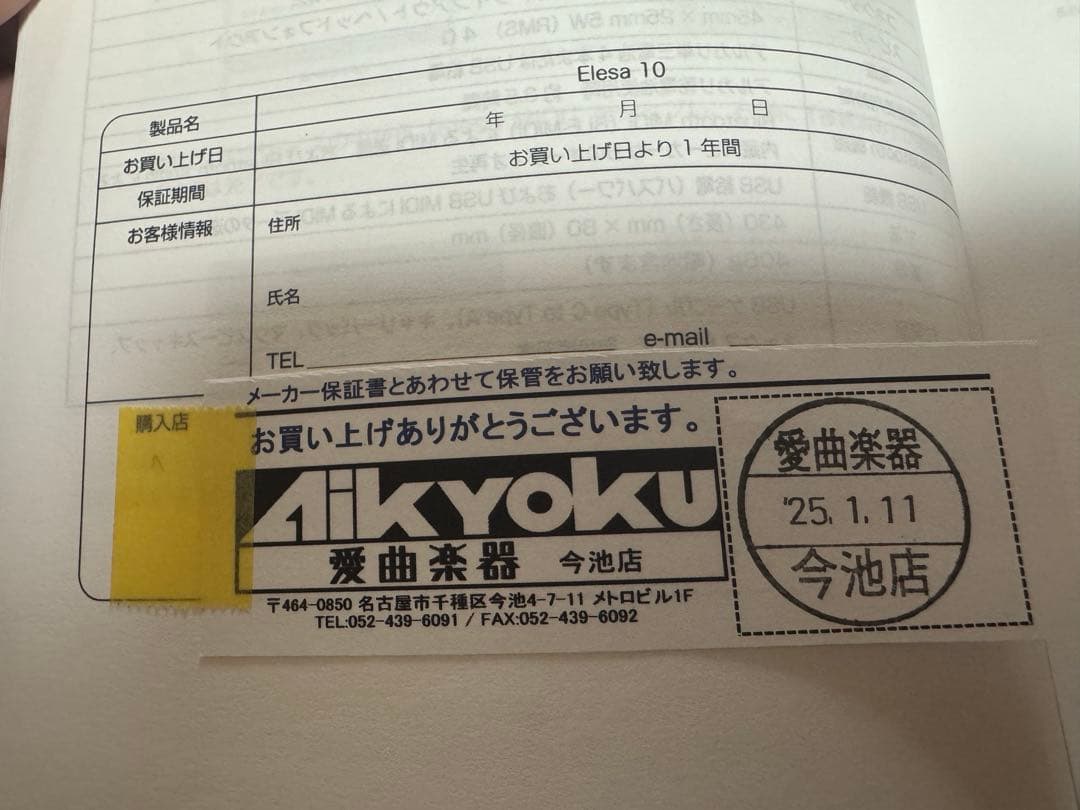 製品名 Elesa 10
お買い上げ日 年 月 日
保証期間 お買い上げ日より1年間
お客様情報 住所
氏名
TEL e-mail
購入店
メーカー保証書とあわせて保管をお願い致します。
お買い上げありがとうございます。
AiKYOKU
愛曲楽器 今池店
〒464-0850 名古屋市千種区今池4-7-11 メトロビル1F
TEL:052-439-6091 / FAX:052-439-6092
愛曲楽器
'25.1.11
今池店